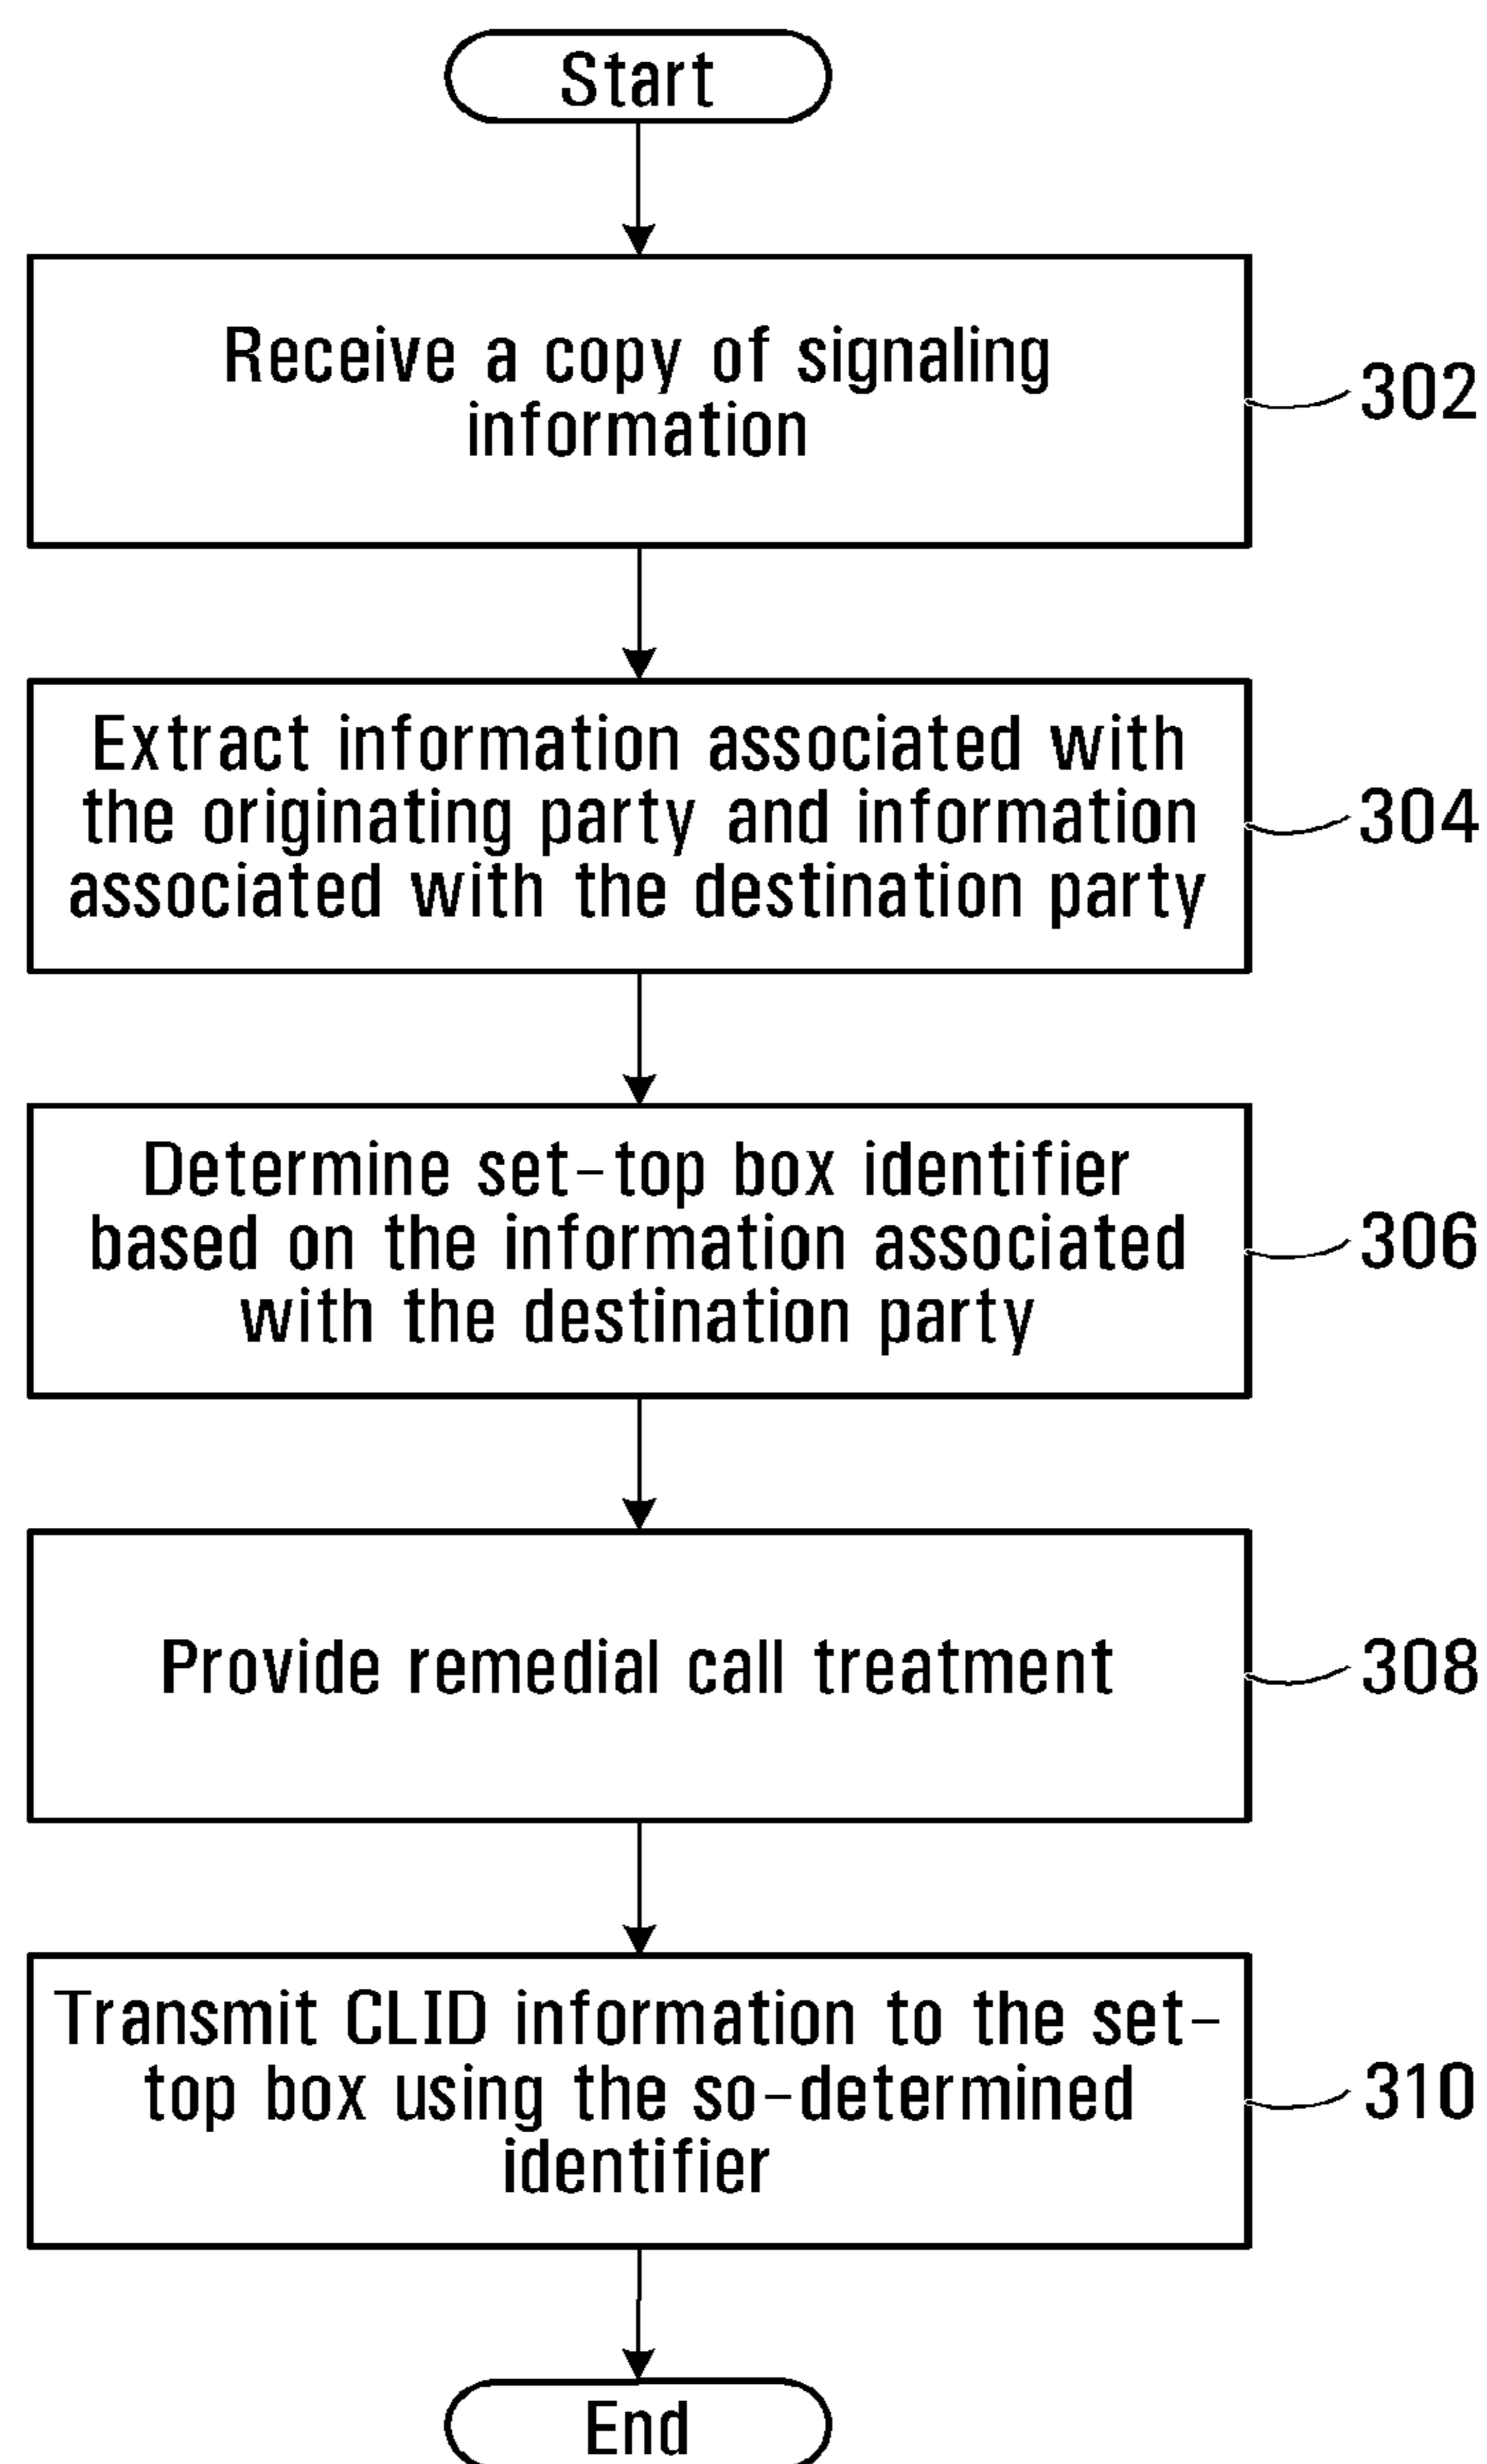 Start
Receive a copy of signaling
information
302
Extract information associated with
the originating party and information
associated with the destination party
304
Determine set-top box identifier
based on the information associated
with the destination party
306
Provide remedial call treatment
308
Transmit CLID information to the set-
top box using the so-determined
identifier
310
End